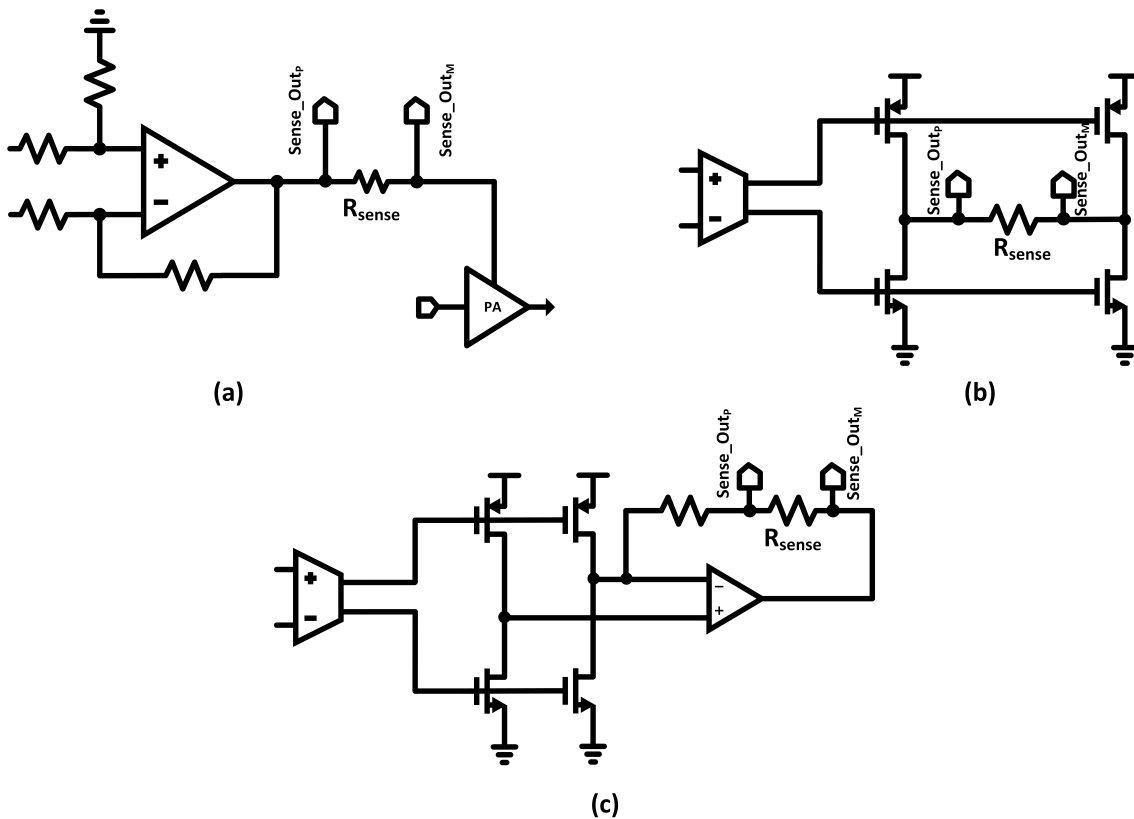 Sense_OutP
Sense_OutM
+
−
Rsense
PA
(a)
Sense_OutP
Sense_OutM
+
−
Rsense
(b)
Sense_OutP
Sense_OutM
Rsense
+
−
−
+
(c)